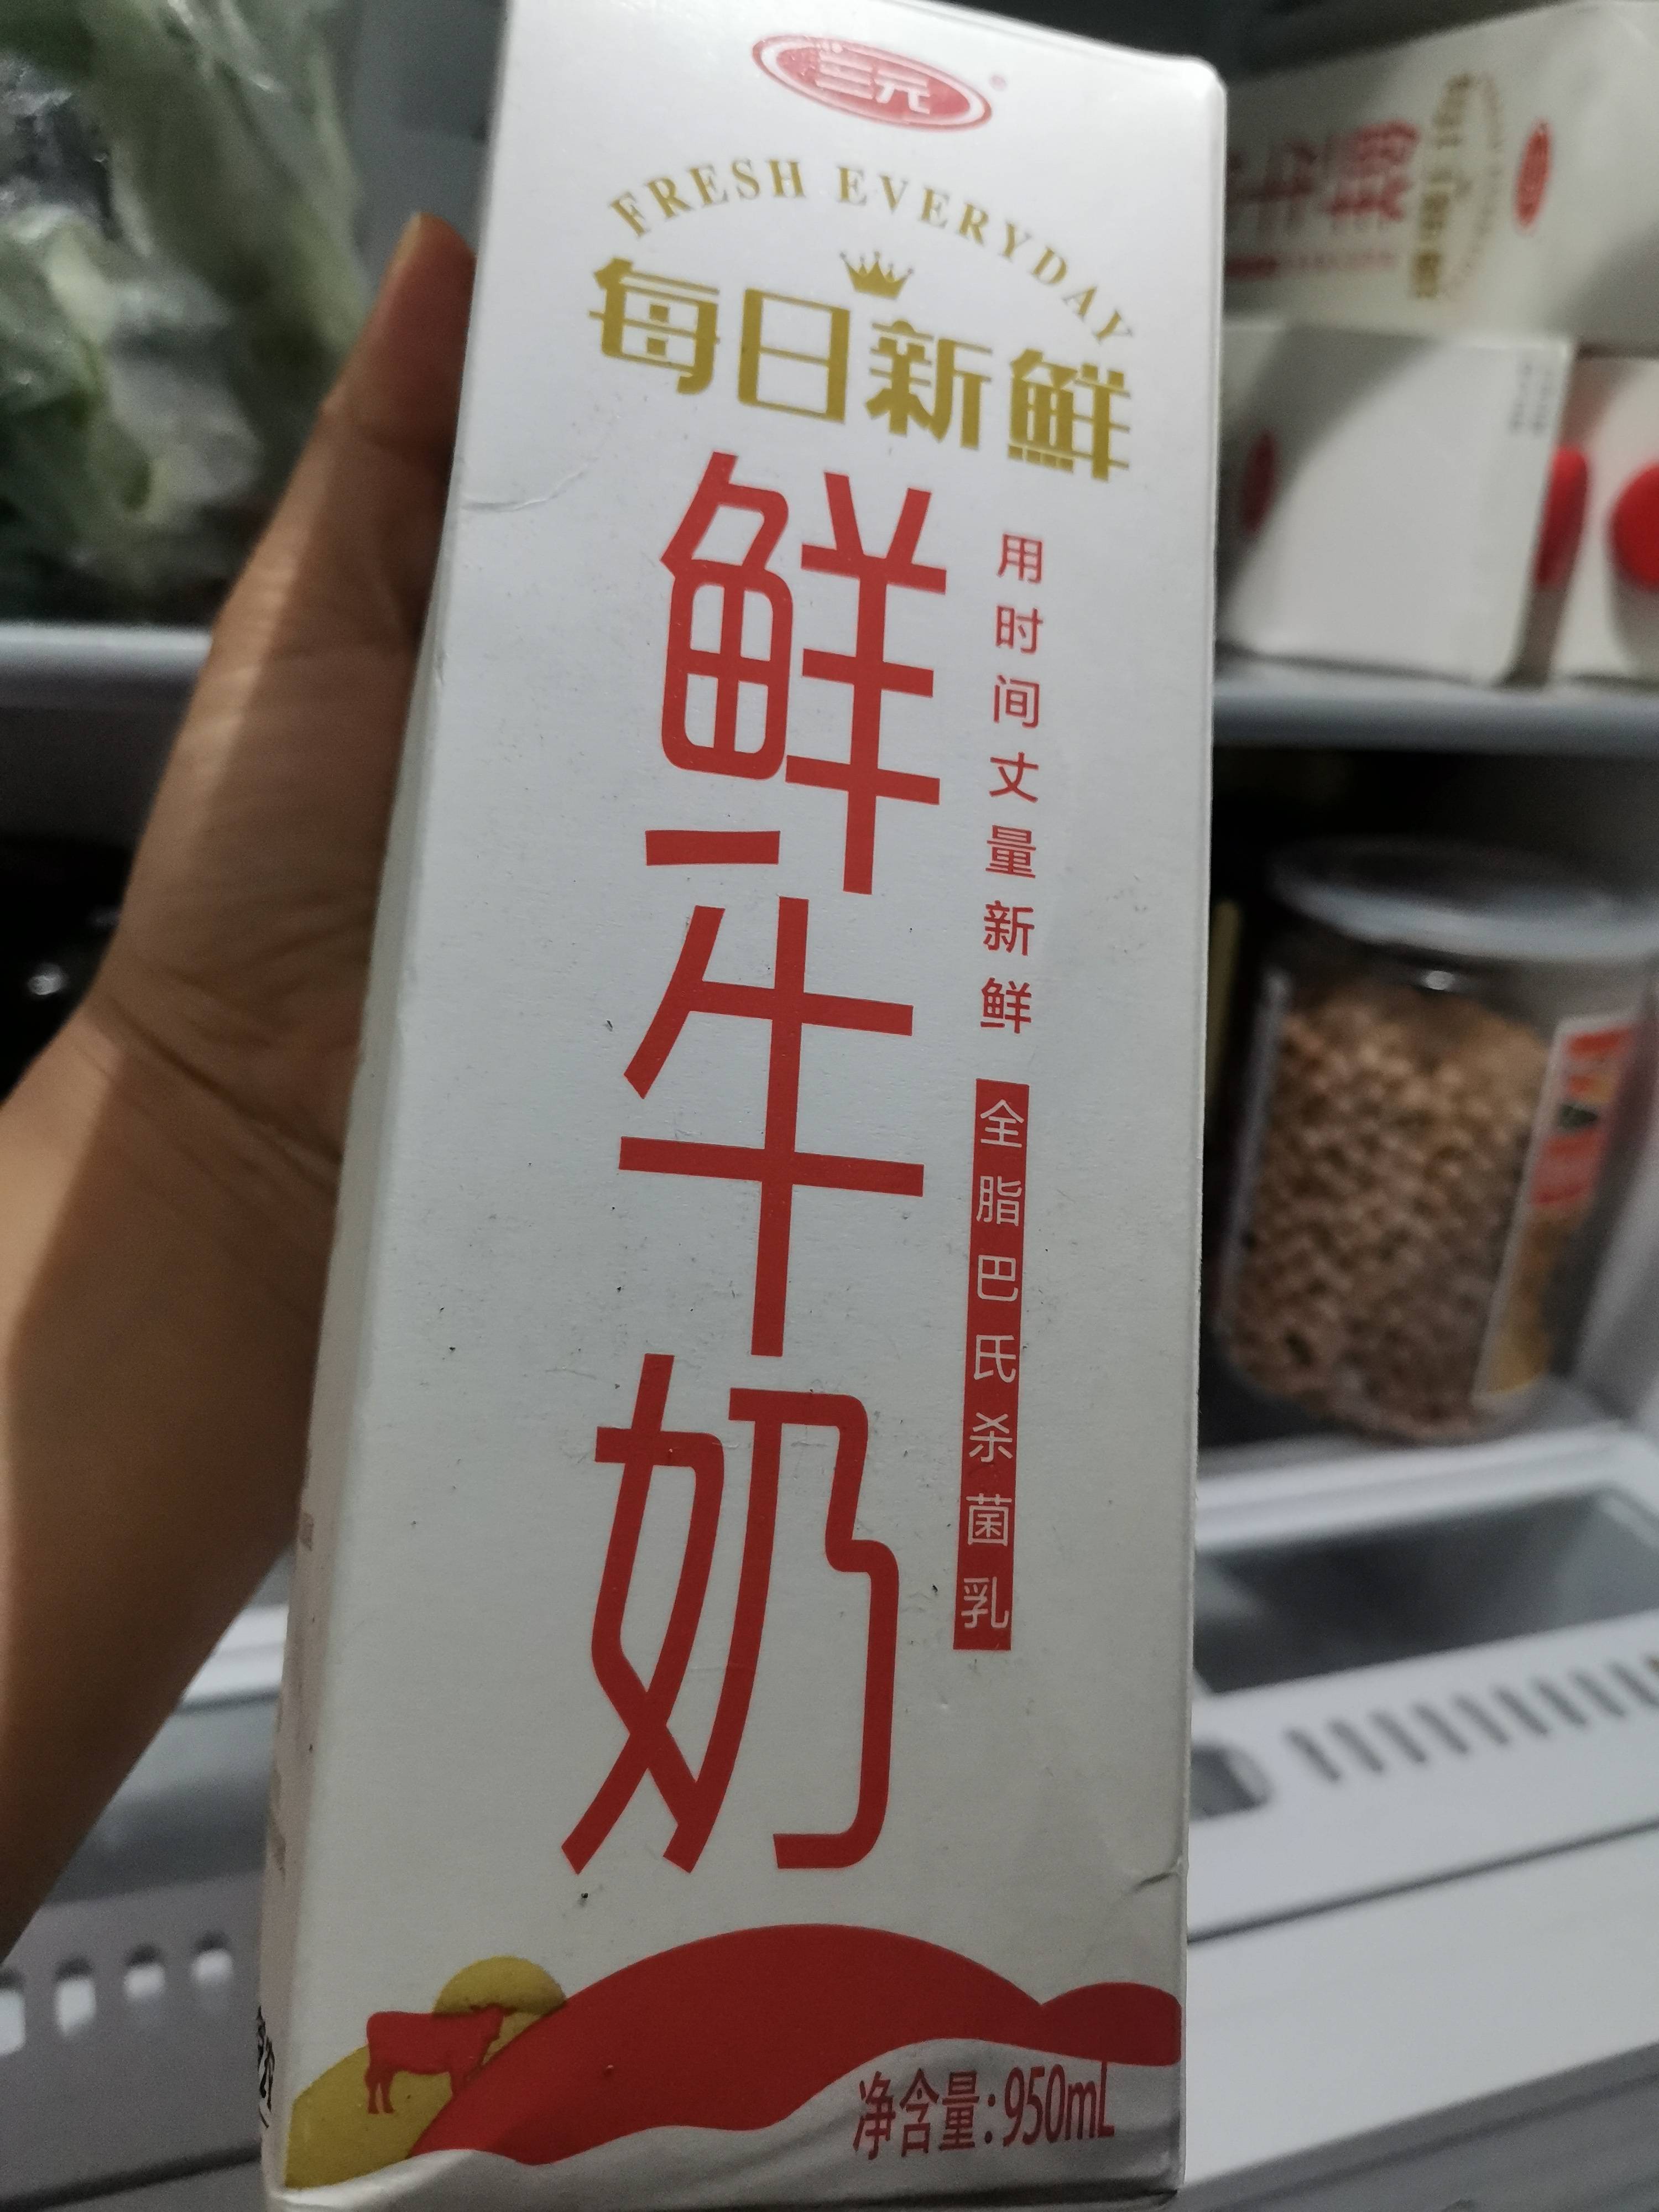 三元
FRESH EVERYDAY
每日新鲜
鲜牛奶
用时间丈量新鲜
全脂巴氏杀菌乳
净含量:950mL